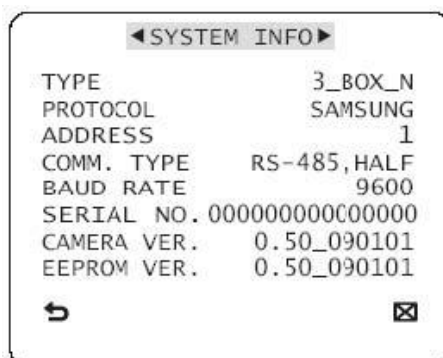 ◄SYSTEM INFO►
TYPE 3_BOX_N
PROTOCOL SAMSUNG
ADDRESS 1
COMM. TYPE RS-485,HALF
BAUD RATE 9600
SERIAL NO.000000000000000
CAMERA VER. 0.50_090101
EEPROM VER. 0.50_090101